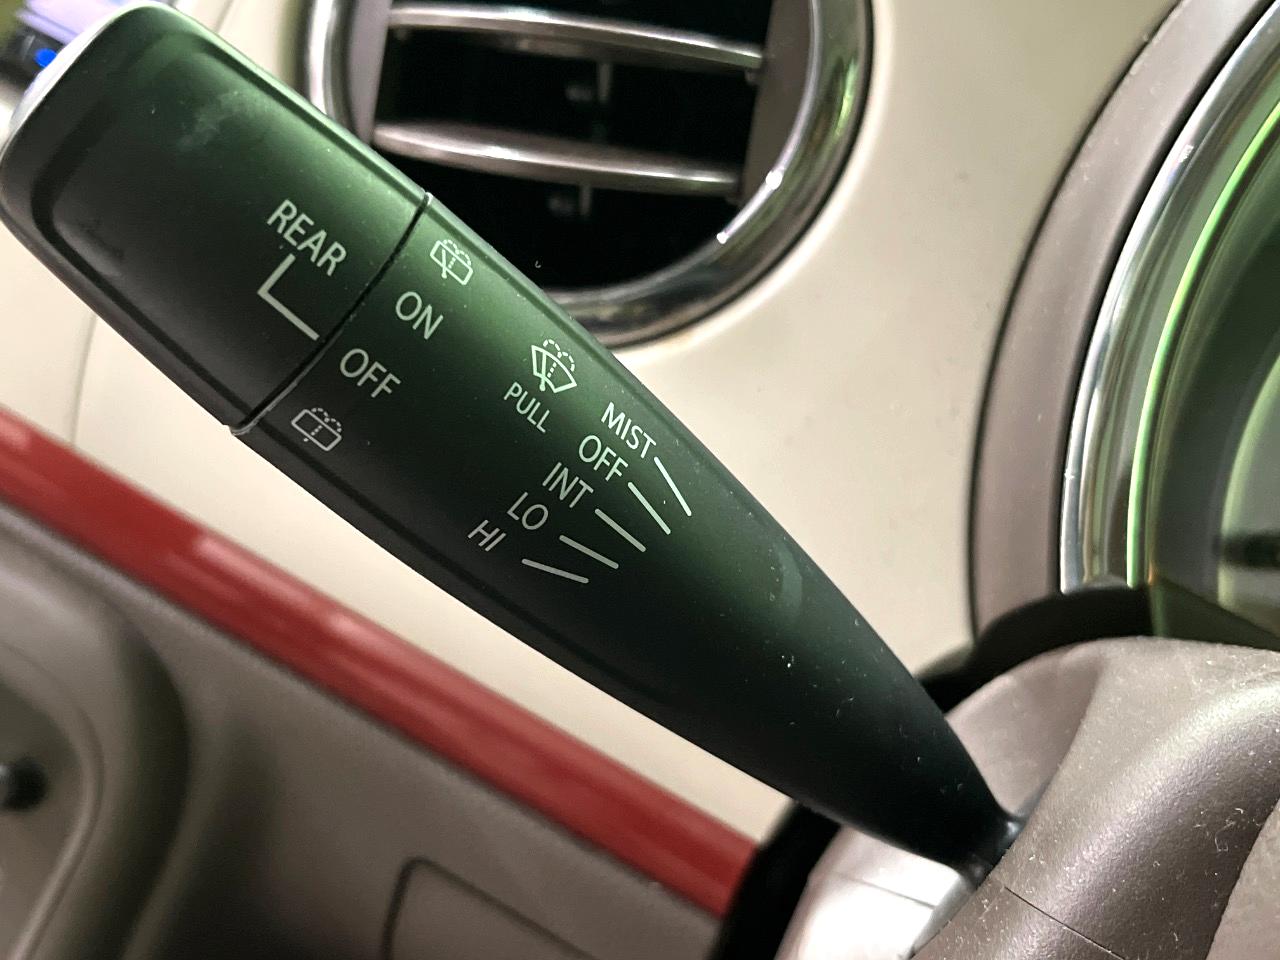 REAR
ON
OFF
PULL
MIST
OFF
INT
LO
HI